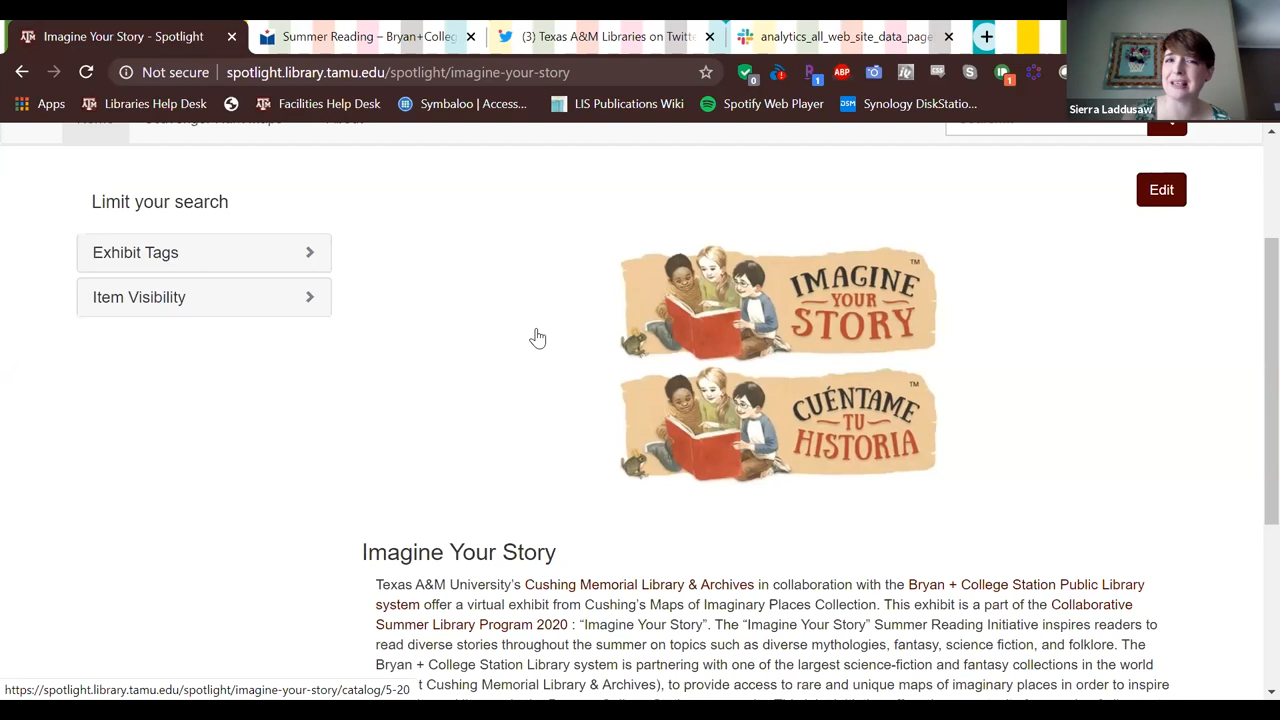 Imagine Your Story - Spotlight
Summer Reading – Bryan+Colleg
(3) Texas A&M Libraries on Twitte
analytics_all_web_site_data_page
Not secure spotlight.library.tamu.edu/spotlight/imagine-your-story
0 1 ABP CSS 1
Apps Libraries Help Desk Facilities Help Desk Symbaloo | Access... LIS Publications Wiki Spotify Web Player DSM Synology DiskStatio...
Sierra Laddusaw
Edit
Limit your search
Exhibit Tags
Item Visibility
IMAGINE YOUR STORY ™
CUÉNTAME TU HISTORIA ™
Imagine Your Story
Texas A&M University's Cushing Memorial Library & Archives in collaboration with the Bryan + College Station Public Library
system offer a virtual exhibit from Cushing's Maps of Imaginary Places Collection. This exhibit is a part of the Collaborative
Summer Library Program 2020 : “Imagine Your Story”. The “Imagine Your Story” Summer Reading Initiative inspires readers to
read diverse stories throughout the summer on topics such as diverse mythologies, fantasy, science fiction, and folklore. The
Bryan + College Station Library system is partnering with one of the largest science-fiction and fantasy collections in the world
t Cushing Memorial Library & Archives), to provide access to rare and unique maps of imaginary places in order to inspire
https://spotlight.library.tamu.edu/spotlight/imagine-your-story/catalog/5-20